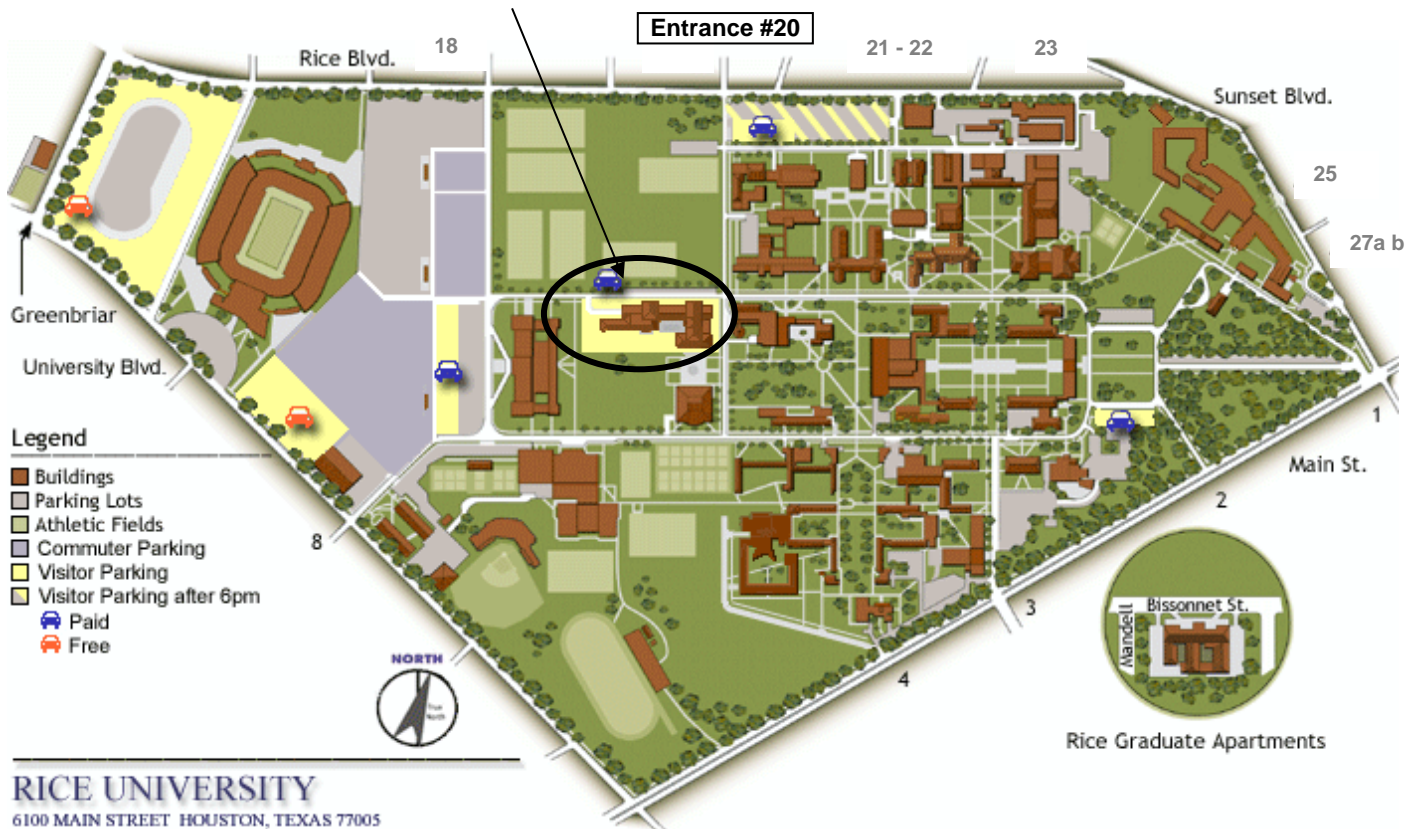 Entrance #20
18
21 - 22
23
Rice Blvd.
Sunset Blvd.
25
27a b
Greenbriar
University Blvd.
1
Main St.
2
Legend
Buildings
Parking Lots
Athletic Fields
Commuter Parking
Visitor Parking
Visitor Parking after 6pm
Paid
Free
8
3
4
NORTH
True
North
Mandell
Bissonnet St.
Rice Graduate Apartments
RICE UNIVERSITY
6100 MAIN STREET HOUSTON, TEXAS 77005